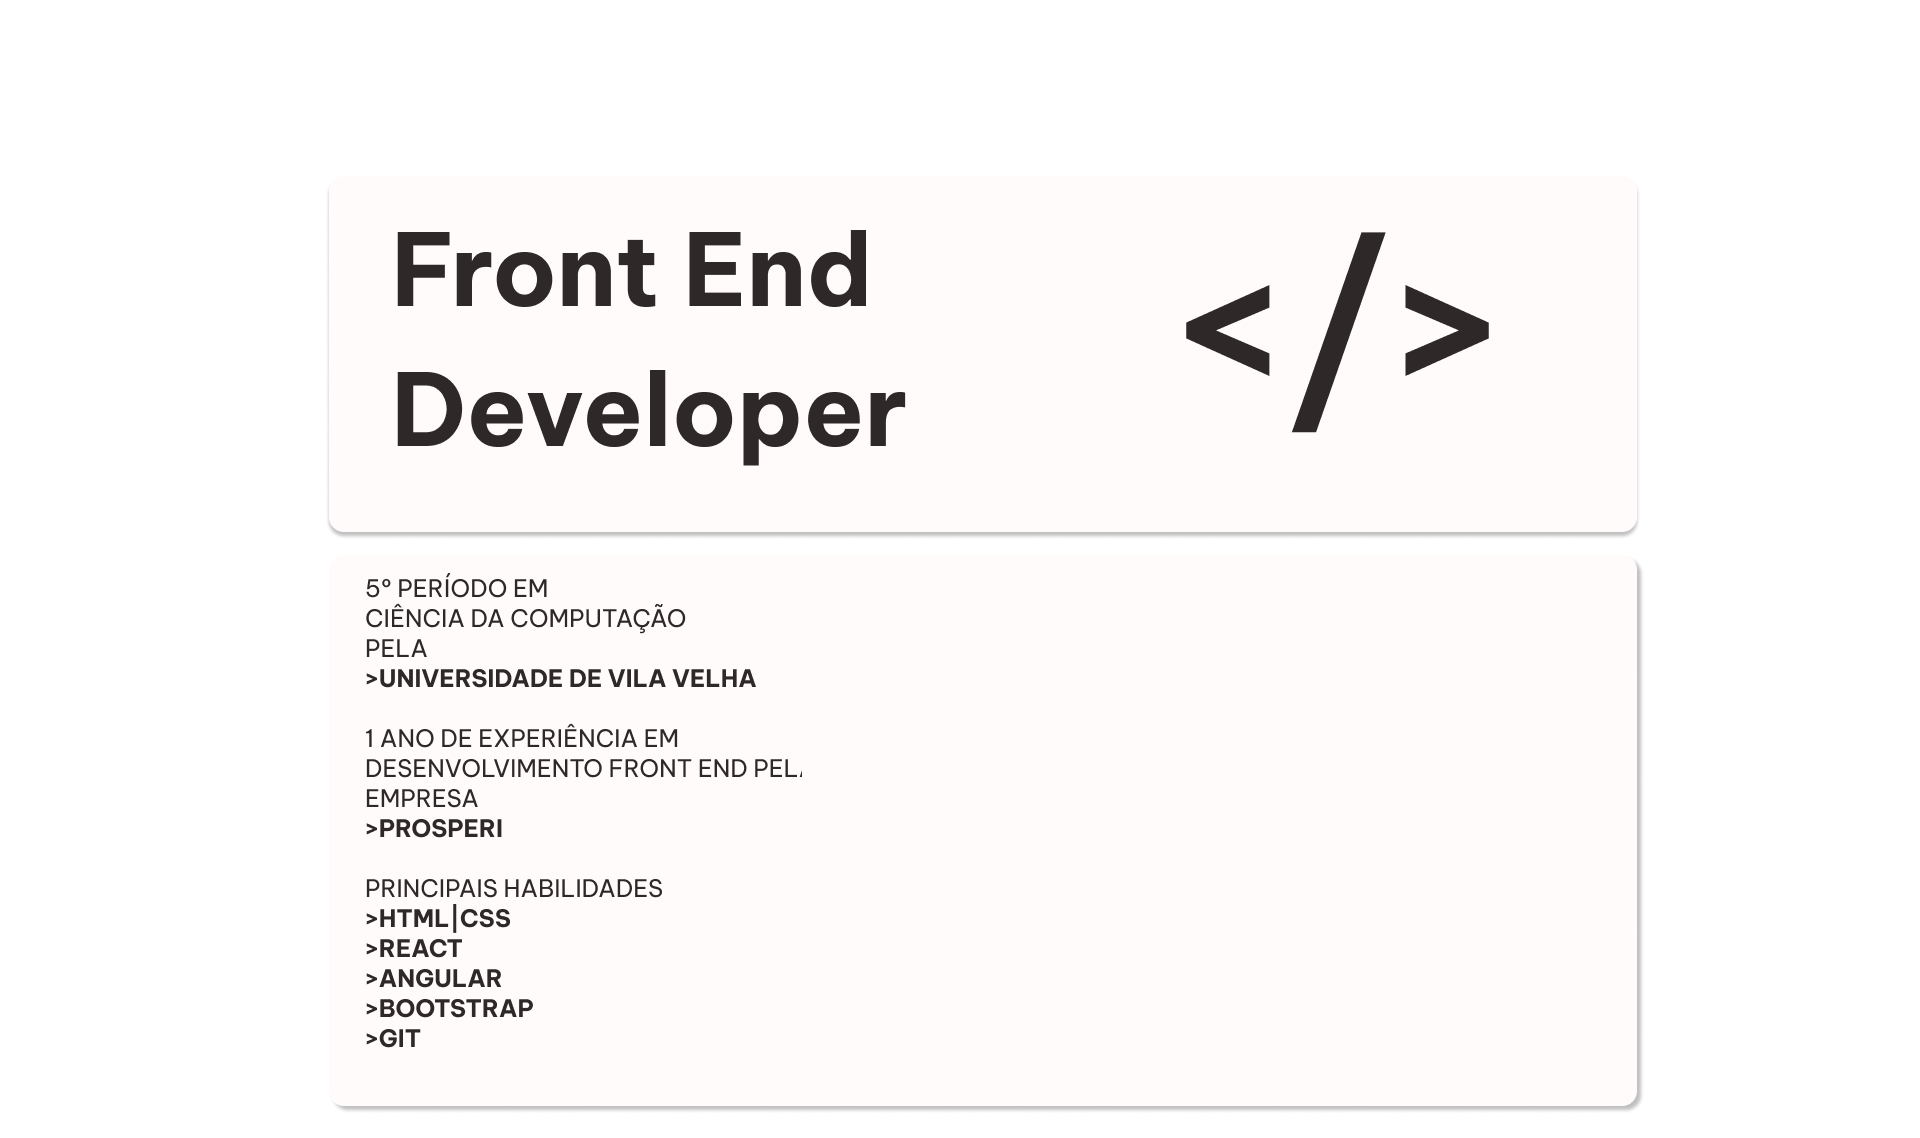 Front End
Developer
</>
5º PERÍODO EM
CIÊNCIA DA COMPUTAÇÃO
PELA
>UNIVERSIDADE DE VILA VELHA
1 ANO DE EXPERIÊNCIA EM
DESENVOLVIMENTO FRONT END PEL
EMPRESA
>PROSPERI
PRINCIPAIS HABILIDADES
>HTML|CSS
>REACT
>ANGULAR
>BOOTSTRAP
>GIT